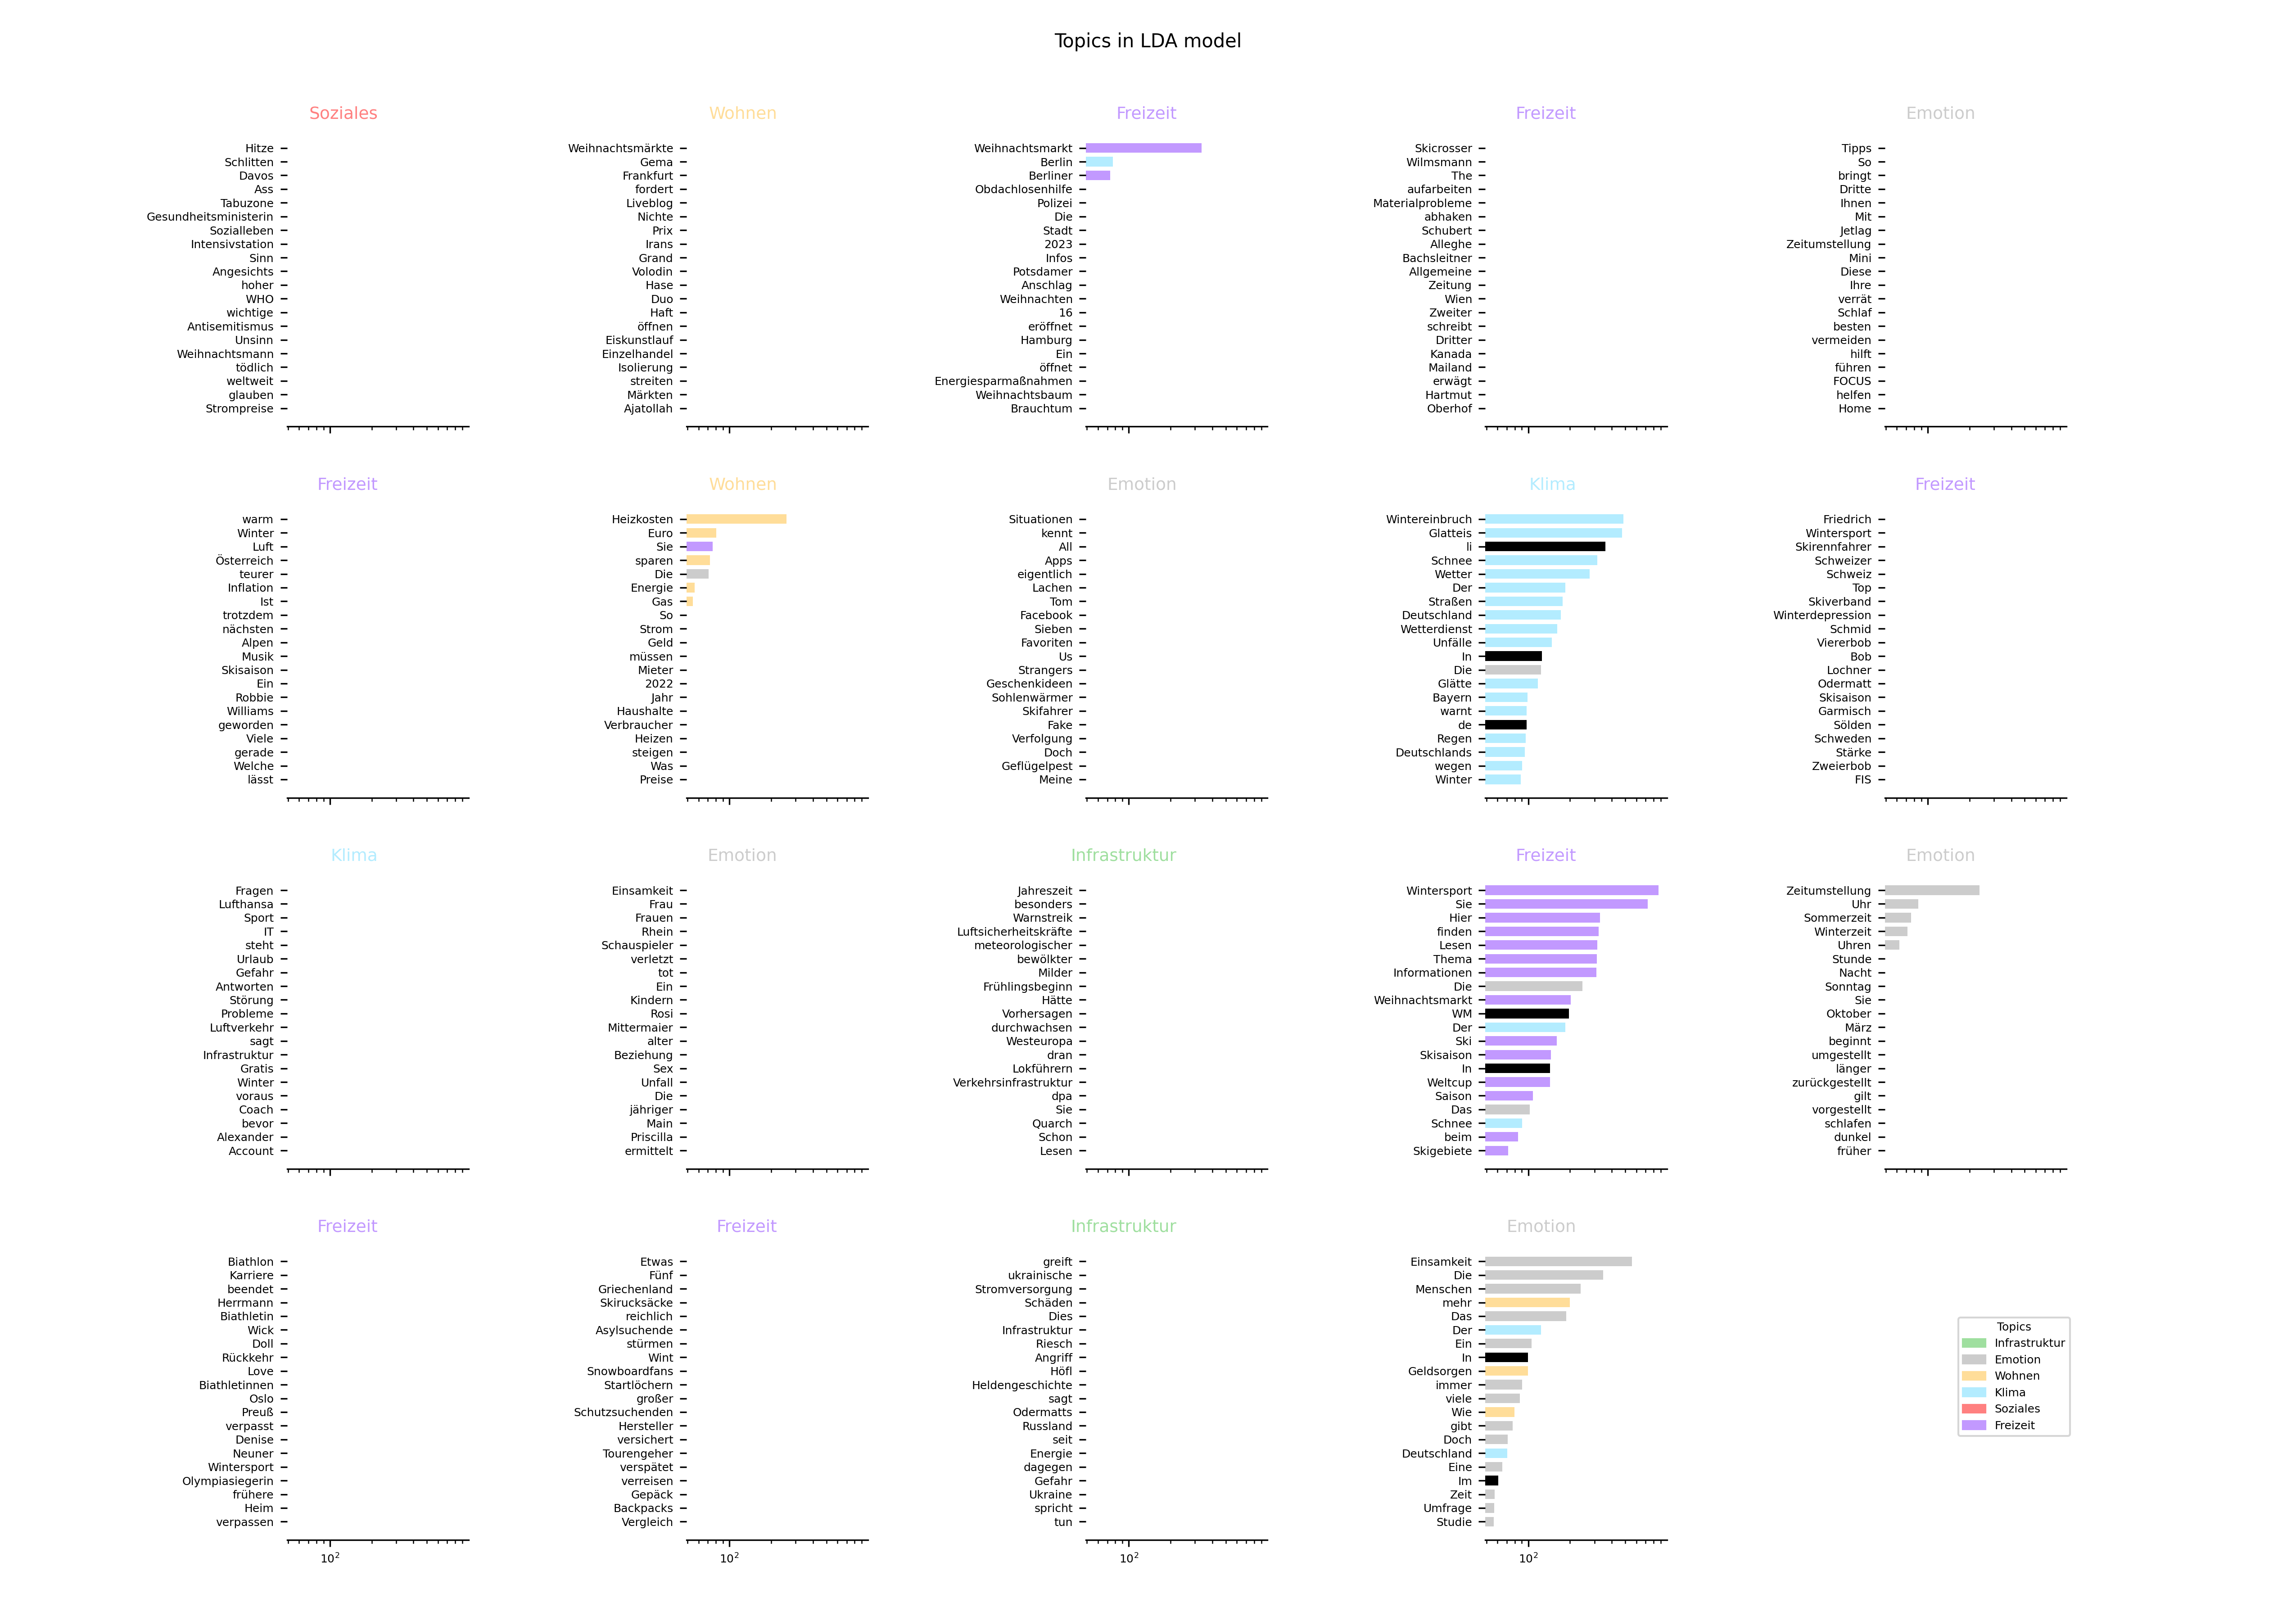 Topics in LDA model
Soziales
Hitze
Schlitten
Davos
Ass
Tabuzone
Gesundheitsministerin
Sozialleben
Intensivstation
Sinn
Angesichts
hoher
WHO
wichtige
Antisemitismus
Unsinn
Weihnachtsmann
tödlich
weltweit
glauben
Strompreise
Wohnen
Weihnachtsmärkte
Gema
Frankfurt
fordert
Liveblog
Nichte
Prix
Irans
Grand
Volodin
Hase
Duo
Haft
öffnen
Eiskunstlauf
Einzelhandel
Isolierung
streiten
Märkten
Ajatollah
Freizeit
Weihnachtsmarkt
Berlin
Berliner
Obdachlosenhilfe
Polizei
Die
Stadt
2023
Infos
Potsdamer
Anschlag
Weihnachten
16
eröffnet
Hamburg
Ein
öffnet
Energiesparmaßnahmen
Weihnachtsbaum
Brauchtum
Freizeit
Skicrosser
Wilmsmann
The
aufarbeiten
Materialprobleme
abhaken
Schubert
Alleghe
Bachsleitner
Allgemeine
Zeitung
Wien
Zweiter
schreibt
Dritter
Kanada
Mailand
erwägt
Hartmut
Oberhof
Emotion
Tipps
So
bringt
Dritte
Ihnen
Mit
Jetlag
Zeitumstellung
Mini
Diese
Ihre
verrät
Schlaf
besten
vermeiden
hilft
führen
FOCUS
helfen
Home
Freizeit
warm
Winter
Luft
Österreich
teurer
Inflation
Ist
trotzdem
nächsten
Alpen
Musik
Skisaison
Ein
Robbie
Williams
geworden
Viele
gerade
Welche
lässt
Wohnen
Heizkosten
Euro
Sie
sparen
Die
Energie
Gas
So
Strom
Geld
müssen
Mieter
2022
Jahr
Haushalte
Verbraucher
Heizen
steigen
Was
Preise
Emotion
Situationen
kennt
All
Apps
eigentlich
Lachen
Tom
Facebook
Sieben
Favoriten
Us
Strangers
Geschenkideen
Sohlenwärmer
Skifahrer
Fake
Verfolgung
Doch
Geflügelpest
Meine
Klima
Wintereinbruch
Glatteis
li
Schnee
Wetter
Der
Straßen
Deutschland
Wetterdienst
Unfälle
In
Die
Glätte
Bayern
warnt
de
Regen
Deutschlands
wegen
Winter
Freizeit
Friedrich
Wintersport
Skirennfahrer
Schweizer
Schweiz
Top
Skiverband
Winterdepression
Schmid
Viererbob
Bob
Lochner
Odermatt
Skisaison
Garmisch
Sölden
Schweden
Stärke
Zweierbob
FIS
Klima
Fragen
Lufthansa
Sport
IT
steht
Urlaub
Gefahr
Antworten
Störung
Probleme
Luftverkehr
sagt
Infrastruktur
Gratis
Winter
voraus
Coach
bevor
Alexander
Account
Emotion
Einsamkeit
Frau
Frauen
Rhein
Schauspieler
verletzt
tot
Ein
Kindern
Rosi
Mittermaier
alter
Beziehung
Sex
Unfall
Die
jähriger
Main
Priscilla
ermittelt
Infrastruktur
Jahreszeit
besonders
Warnstreik
Luftsicherheitskräfte
meteorologischer
bewölkter
Milder
Frühlingsbeginn
Hätte
Vorhersagen
durchwachsen
Westeuropa
dran
Lokführern
Verkehrsinfrastruktur
dpa
Sie
Quarch
Schon
Lesen
Freizeit
Wintersport
Sie
Hier
finden
Lesen
Thema
Informationen
Die
Weihnachtsmarkt
WM
Der
Ski
Skisaison
In
Weltcup
Saison
Das
Schnee
beim
Skigebiete
Emotion
Zeitumstellung
Uhr
Sommerzeit
Winterzeit
Uhren
Stunde
Nacht
Sonntag
Sie
Oktober
März
beginnt
umgestellt
länger
zurückgestellt
gilt
vorgestellt
schlafen
dunkel
früher
Freizeit
Biathlon
Karriere
beendet
Herrmann
Biathletin
Wick
Doll
Rückkehr
Love
Biathletinnen
Oslo
Preuß
verpasst
Denise
Neuner
Wintersport
Olympiasiegerin
frühere
Heim
verpassen
10²
Freizeit
Etwas
Fünf
Griechenland
Skirucksäcke
reichlich
Asylsuchende
stürmen
Wint
Snowboardfans
Startlöchern
großer
Schutzsuchenden
Hersteller
versichert
Tourengeher
verspätet
verreisen
Gepäck
Backpacks
Vergleich
10²
Infrastruktur
greift
ukrainische
Stromversorgung
Schäden
Dies
Infrastruktur
Riesch
Angriff
Höfl
Heldengeschichte
sagt
Odermatts
Russland
seit
Energie
dagegen
Gefahr
Ukraine
spricht
tun
10²
Emotion
Einsamkeit
Die
Menschen
mehr
Das
Der
Ein
In
Geldsorgen
immer
viele
Wie
gibt
Doch
Deutschland
Eine
Im
Zeit
Umfrage
Studie
10²
Topics
Infrastruktur
Emotion
Wohnen
Klima
Soziales
Freizeit